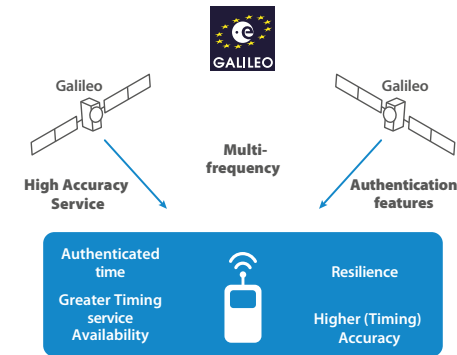 GALILEO
Galileo
Galileo
Multi-
frequency
High Accuracy
Service
Authentication
features
Authenticated
time
Greater Timing
service
Availability
Resilience
Higher (Timing)
Accuracy